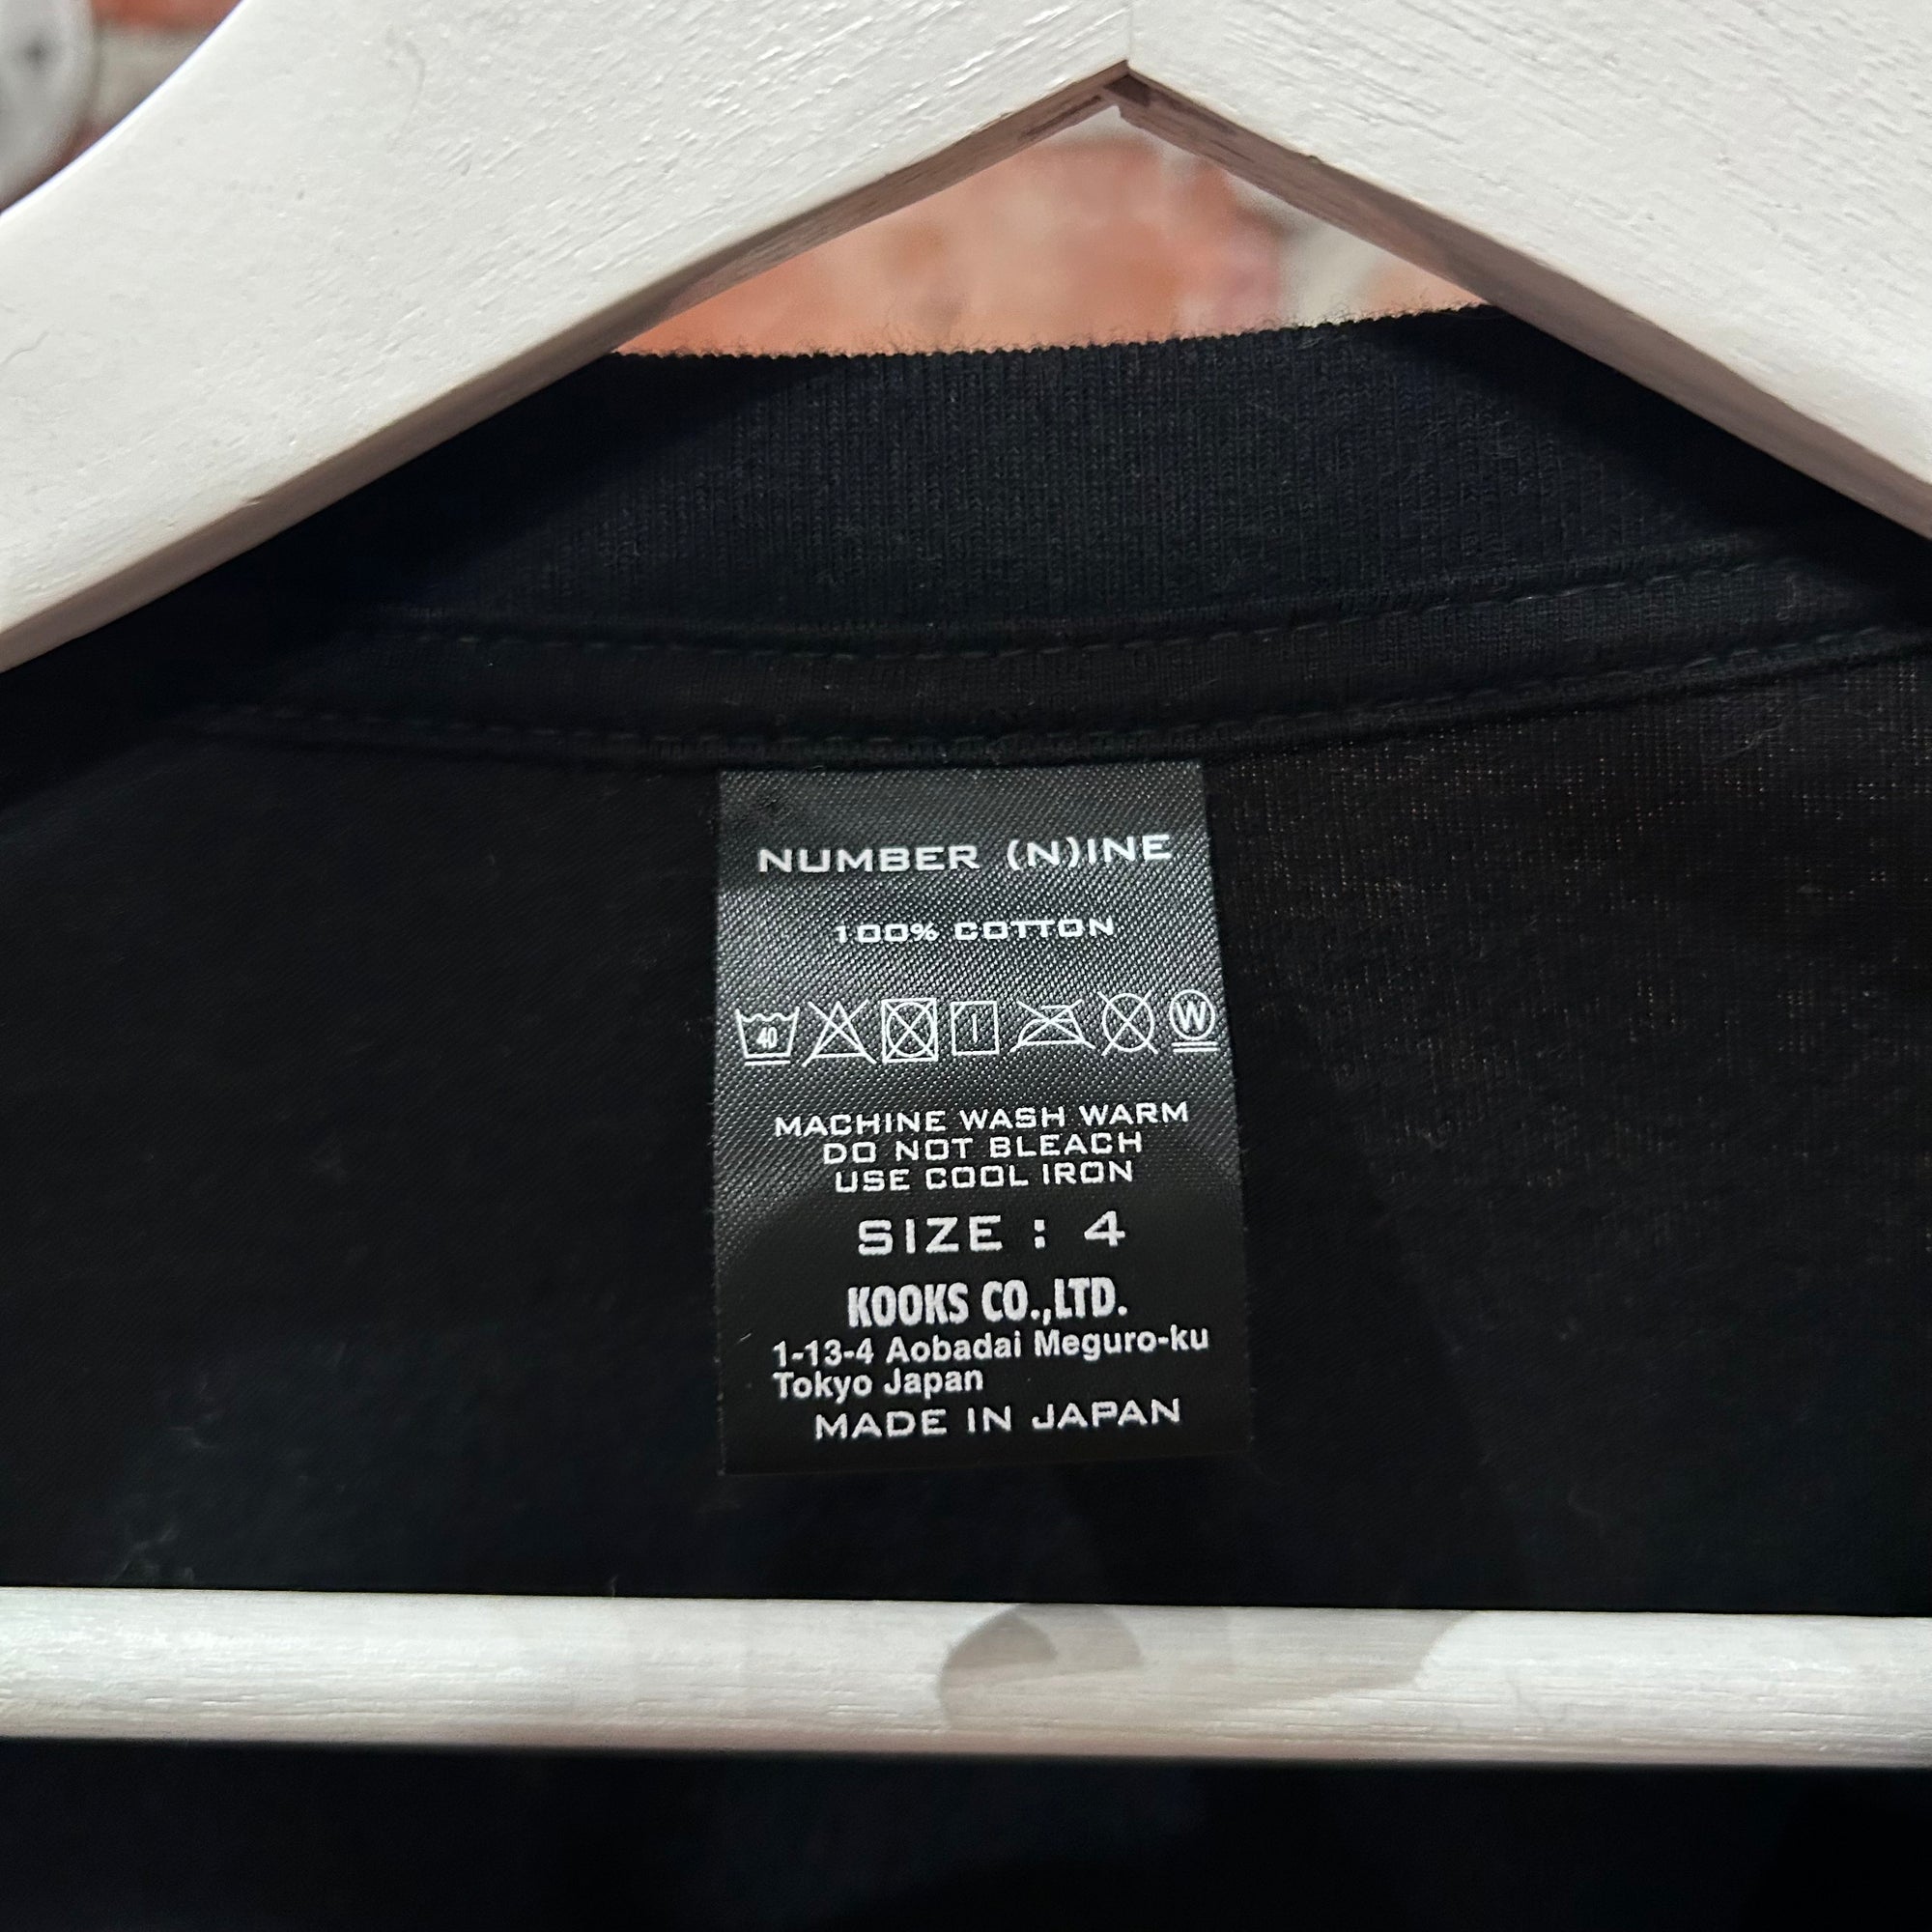 NUMBER (N)INE
100% COTTON
40 W
MACHINE WASH WARM
DO NOT BLEACH
USE COOL IRON
SIZE : 4
KOOKS CO.,LTD.
1-13-4 Aobadai Meguro-ku
Tokyo Japan
MADE IN JAPAN